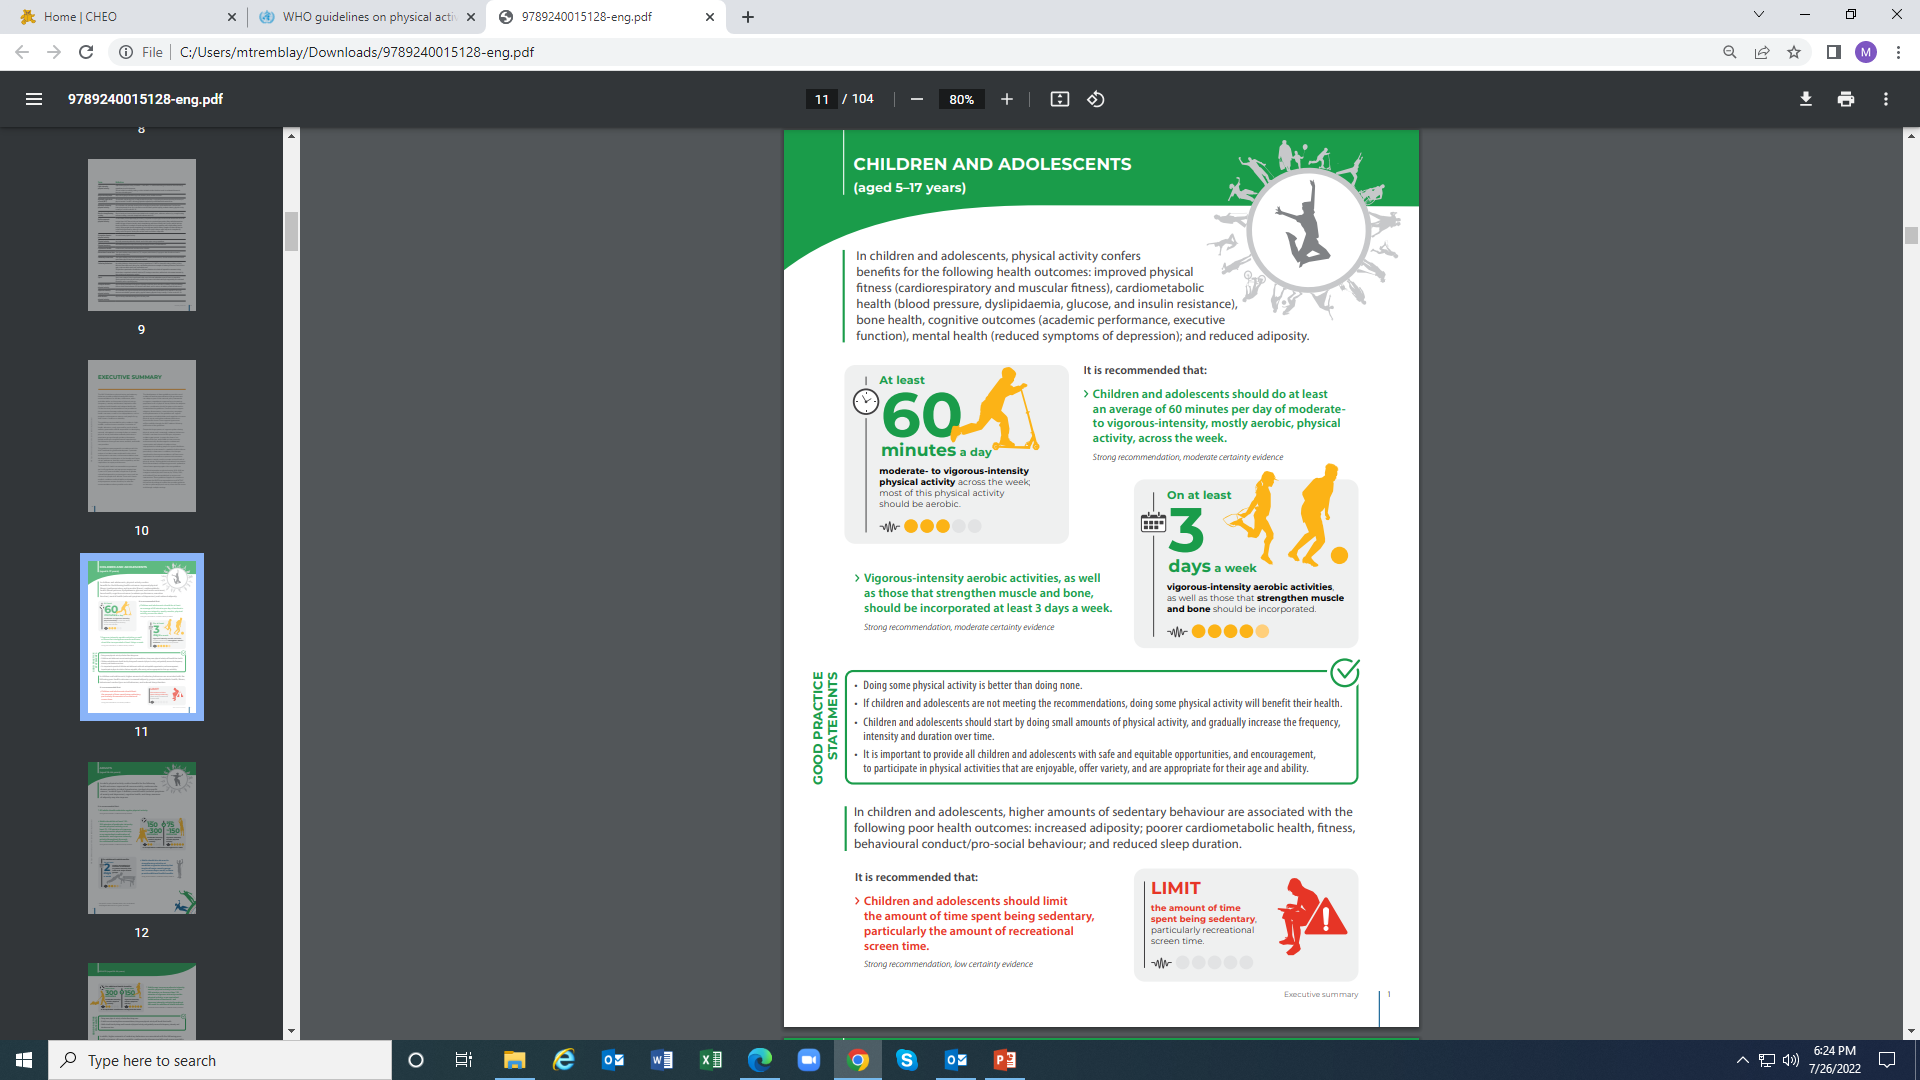 Home | CHEO
WHO guidelines on physical activ
9789240015128-eng.pdf
File
C:/Users/mtremblay/Downloads/9789240015128-eng.pdf
M
9789240015128-eng.pdf
11 / 104
80%
8
9
EXECUTIVE SUMMARY
10
11
12
CHILDREN AND ADOLESCENTS
(aged 5–17 years)
In children and adolescents, physical activity confers
benefits for the following health outcomes: improved physical
fitness (cardiorespiratory and muscular fitness), cardiometabolic
health (blood pressure, dyslipidaemia, glucose, and insulin resistance),
bone health, cognitive outcomes (academic performance, executive
function), mental health (reduced symptoms of depression); and reduced adiposity.
At least
60
minutes a day
moderate- to vigorous-intensity
physical activity across the week;
most of this physical activity
should be aerobic.
It is recommended that:
> Children and adolescents should do at least
an average of 60 minutes per day of moderate-
to vigorous-intensity, mostly aerobic, physical
activity, across the week.
Strong recommendation, moderate certainty evidence
On at least
3
days a week
vigorous-intensity aerobic activities,
as well as those that strengthen muscle
and bone should be incorporated.
> Vigorous-intensity aerobic activities, as well
as those that strengthen muscle and bone,
should be incorporated at least 3 days a week.
Strong recommendation, moderate certainty evidence
GOOD PRACTICE
STATEMENTS
• Doing some physical activity is better than doing none.
• If children and adolescents are not meeting the recommendations, doing some physical activity will benefit their health.
• Children and adolescents should start by doing small amounts of physical activity, and gradually increase the frequency,
intensity and duration over time.
• It is important to provide all children and adolescents with safe and equitable opportunities, and encouragement,
to participate in physical activities that are enjoyable, offer variety, and are appropriate for their age and ability.
In children and adolescents, higher amounts of sedentary behaviour are associated with the
following poor health outcomes: increased adiposity; poorer cardiometabolic health, fitness,
behavioural conduct/pro-social behaviour; and reduced sleep duration.
It is recommended that:
> Children and adolescents should limit
the amount of time spent being sedentary,
particularly the amount of recreational
screen time.
Strong recommendation, low certainty evidence
LIMIT
the amount of time
spent being sedentary,
particularly recreational
screen time.
Executive summary
1
Type here to search
6:24 PM
7/26/2022